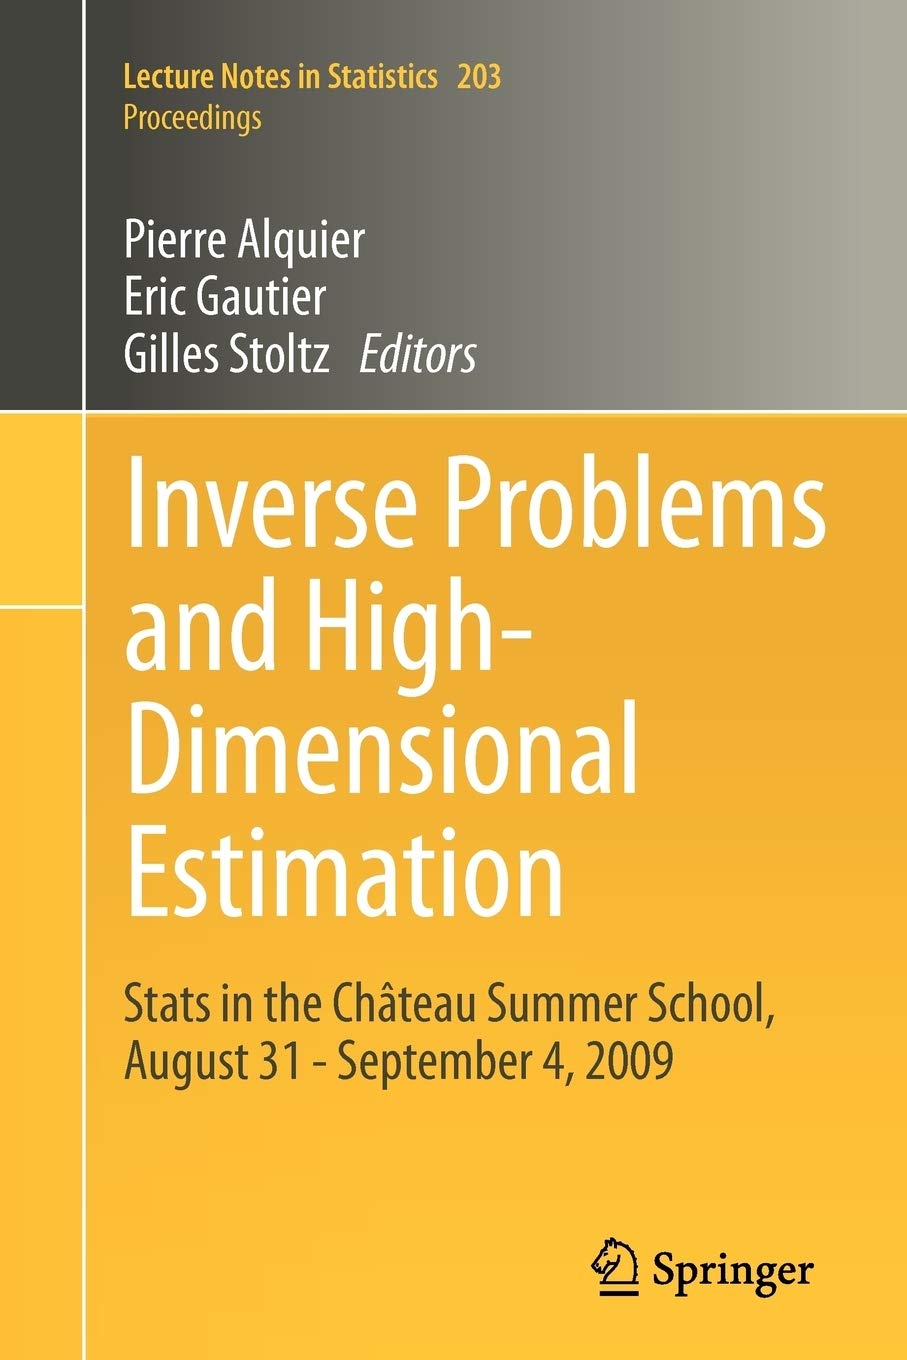 Lecture Notes in Statistics 203
Proceedings
Pierre Alquier
Eric Gautier
Gilles Stoltz Editors
Inverse Problems
and High-
Dimensional
Estimation
Stats in the Château Summer School,
August 31 - September 4, 2009
Springer